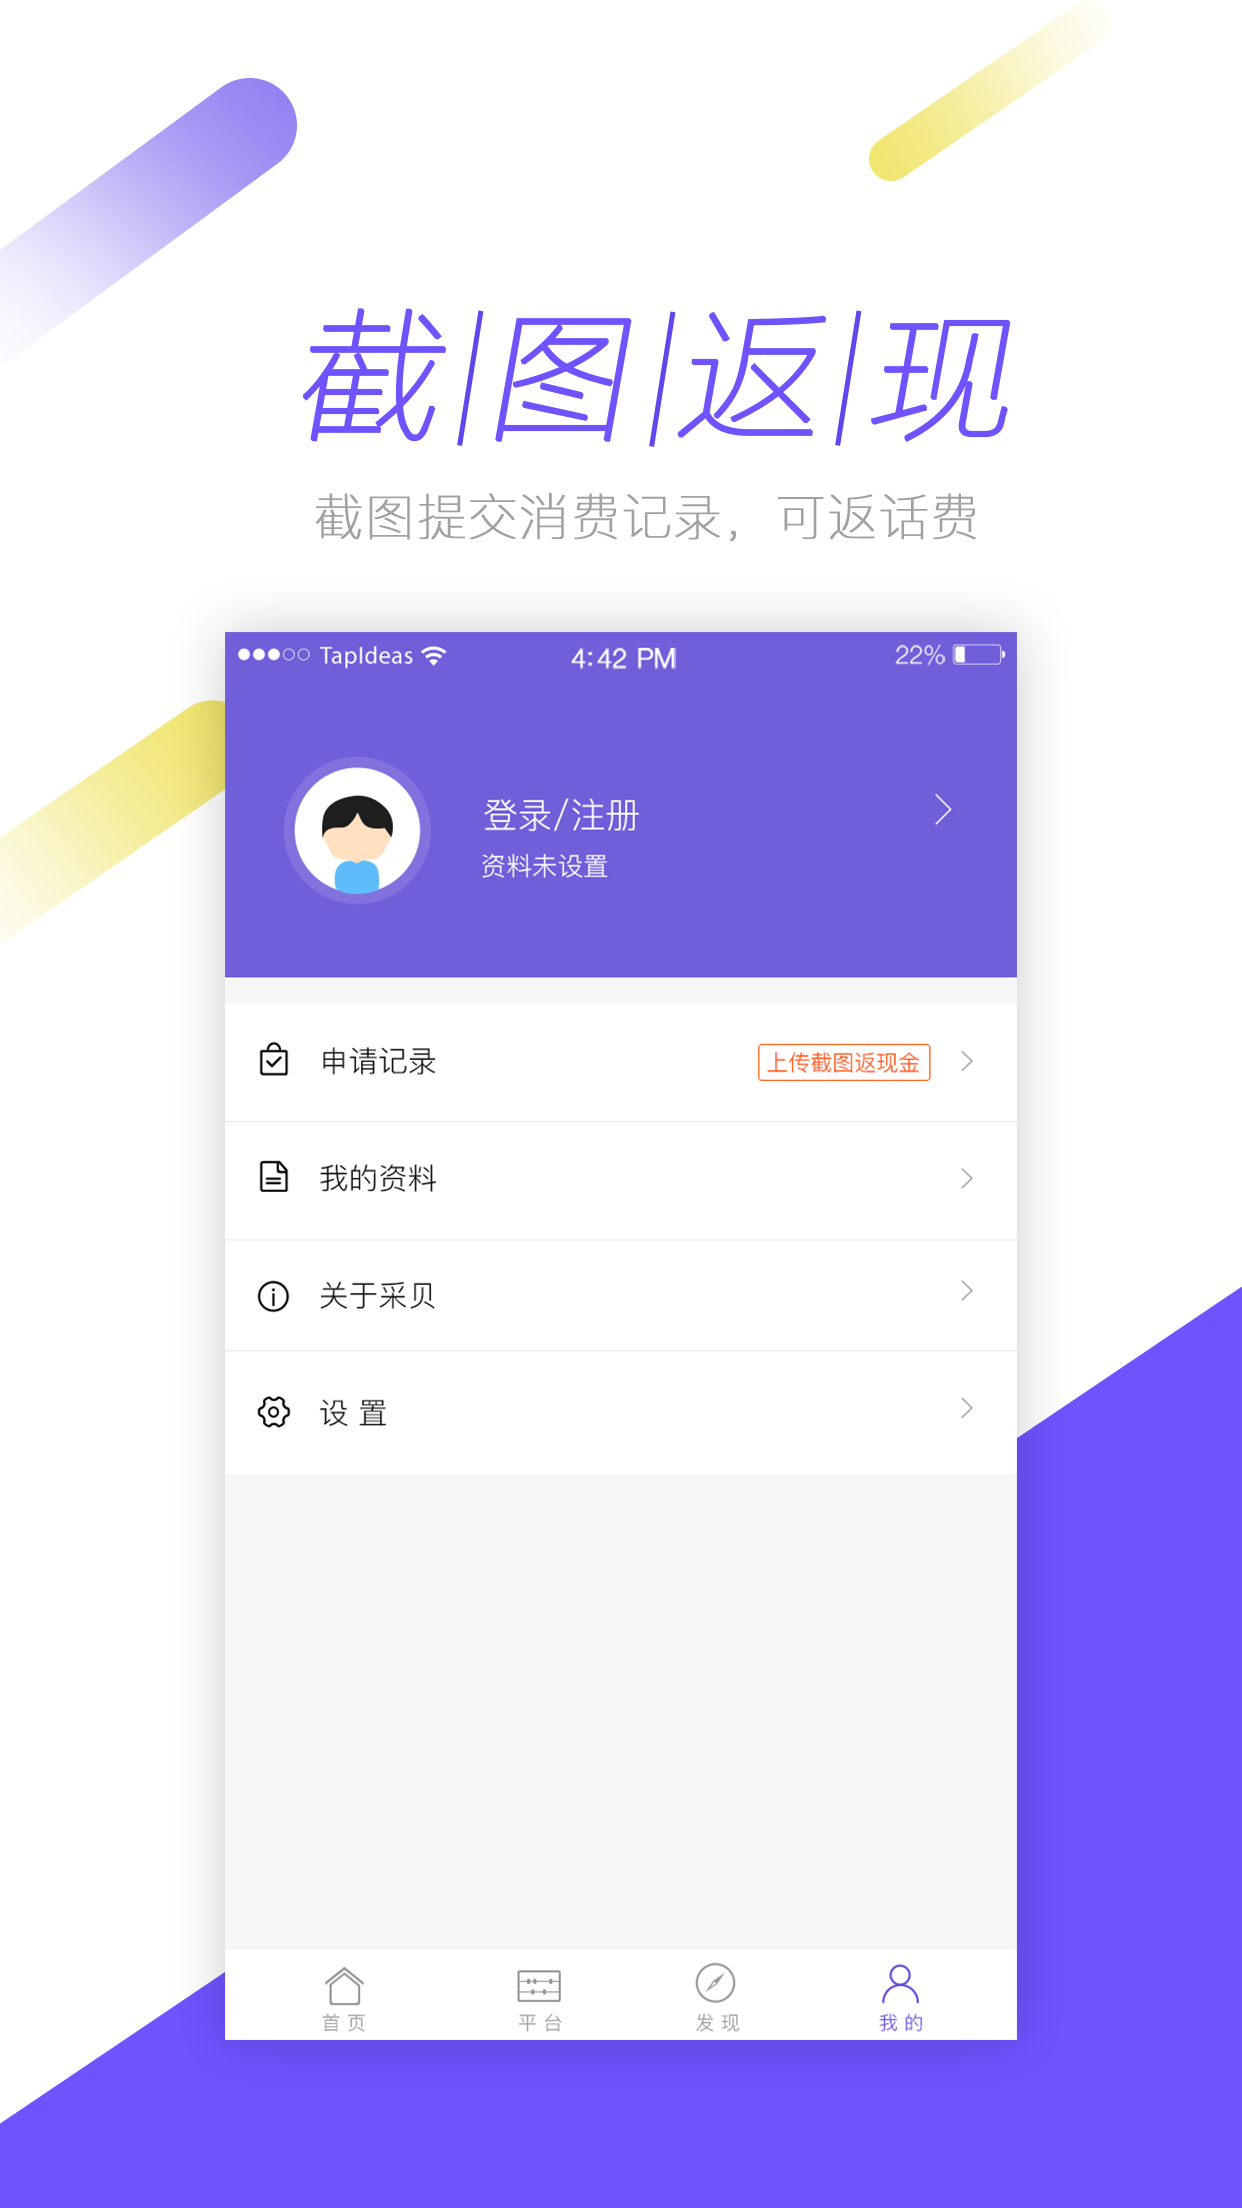 截|图|返|现
截图提交消费记录，可返话费
TapIdeas 4:42 PM 22%
登录/注册
资料未设置
申请记录 上传截图返现金
我的资料
关于采贝
设 置
首 页 平 台 发 现 我 的